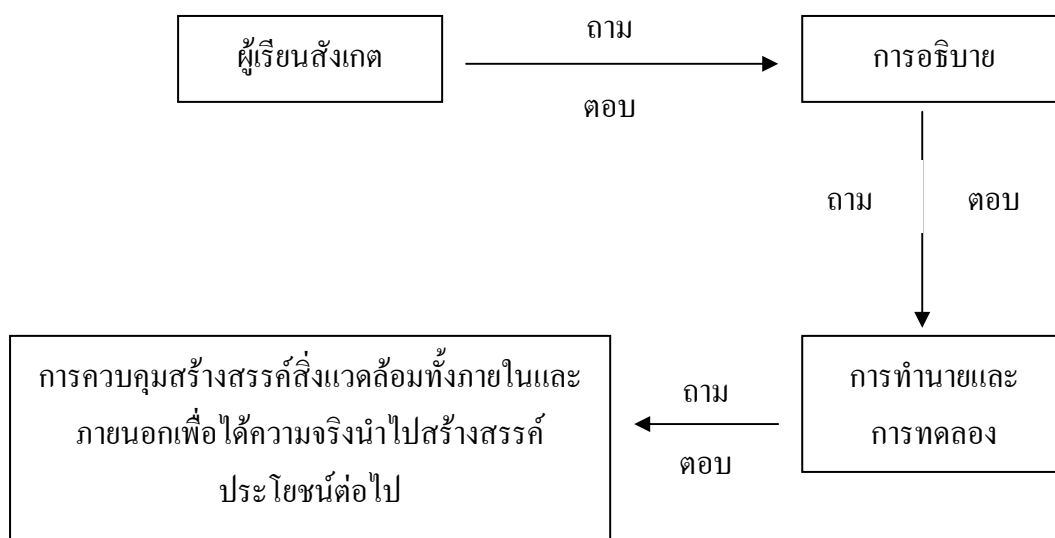 ผู้เรียนสังเกต
ถาม
ตอบ
การอธิบาย
ถาม
ตอบ
การทำนายและ
การทดลอง
ถาม
ตอบ
การควบคุมสร้างสรรค์สิ่งแวดล้อมทั้งภายในและ
ภายนอกเพื่อได้ความจริงนำไปสร้างสรรค์
ประโยชน์ต่อไป